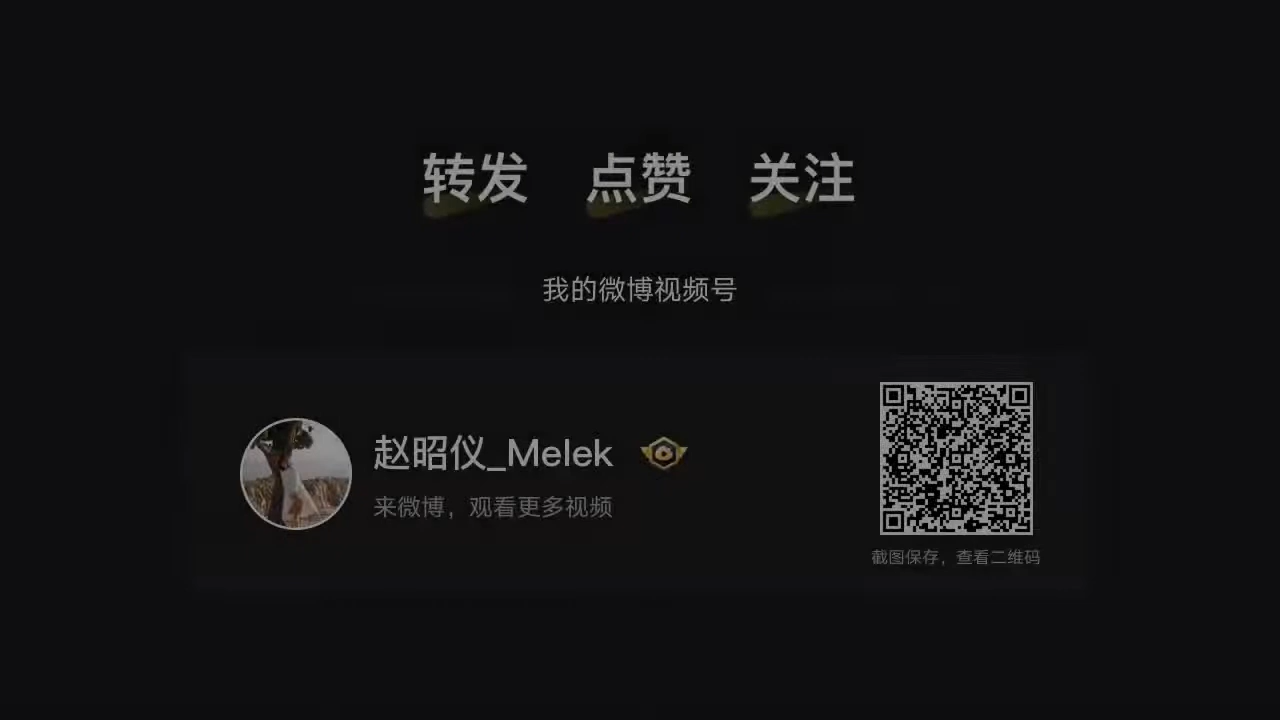 转发 点赞 关注
我的微博视频号
赵昭仪_Melek
来微博，观看更多视频
截图保存，查看二维码